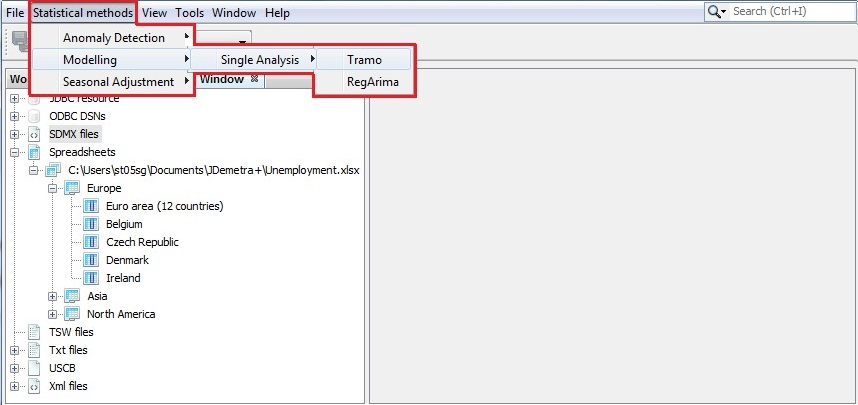 File Statistical methods View Tools Window Help Search (Ctrl+I)
Anomaly Detection
Modelling Single Analysis Tramo
Seasonal Adjustment RegArima
Wo Window
JDBC resource
ODBC DSNs
SDMX files
Spreadsheets
C:\Users\st05sg\Documents\JDemetra+\Unemployment.xlsx
Europe
Euro area (12 countries)
Belgium
Czech Republic
Denmark
Ireland
Asia
North America
TSW files
Txt files
USCB
Xml files